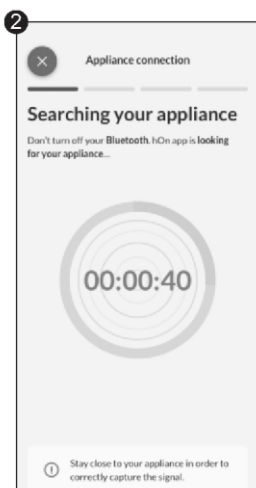 2
Appliance connection
Searching your appliance
Don't turn off your Bluetooth. hOn app is looking
for your appliance...
00:00:40
Stay close to your appliance in order to
correctly capture the signal.